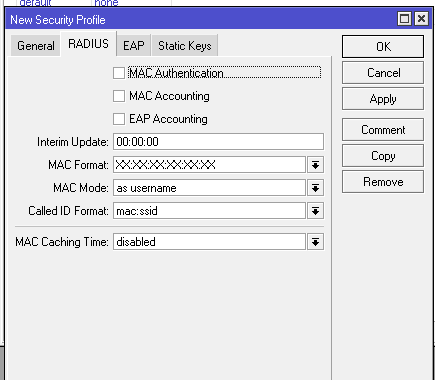 default none
New Security Profile
General RADIUS EAP Static Keys
OK
MAC Authentication
Cancel
MAC Accounting
Apply
EAP Accounting
Comment
Interim Update: 00:00:00
Copy
MAC Format: XX:XX:XX:XX:XX:XX
Remove
MAC Mode: as username
Called ID Format: mac:ssid
MAC Caching Time: disabled